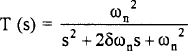 T (s) = ωn² / (s² + 2δωns + ωn²)